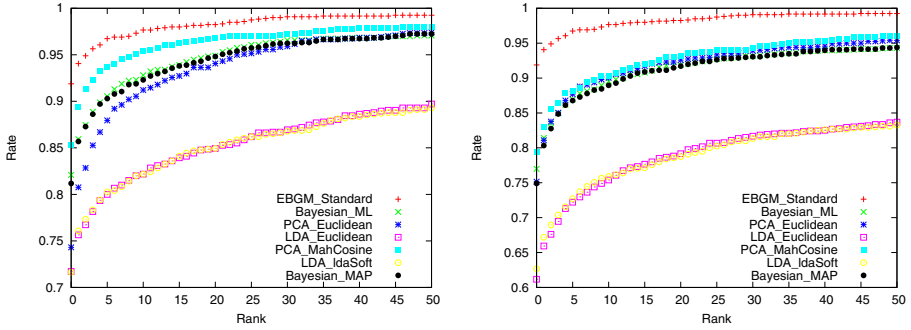 1
0.95
0.9
0.85
0.8
0.75
0.7
Rate
0 5 10 15 20 25 30 35 40 45 50
Rank
EBGM_Standard
Bayesian_ML
PCA_Euclidean
LDA_Euclidean
PCA_MahCosine
LDA_ldaSoft
Bayesian_MAP
1
0.95
0.9
0.85
0.8
0.75
0.7
0.65
0.6
Rate
0 5 10 15 20 25 30 35 40 45 50
Rank
EBGM_Standard
Bayesian_ML
PCA_Euclidean
LDA_Euclidean
PCA_MahCosine
LDA_ldaSoft
Bayesian_MAP